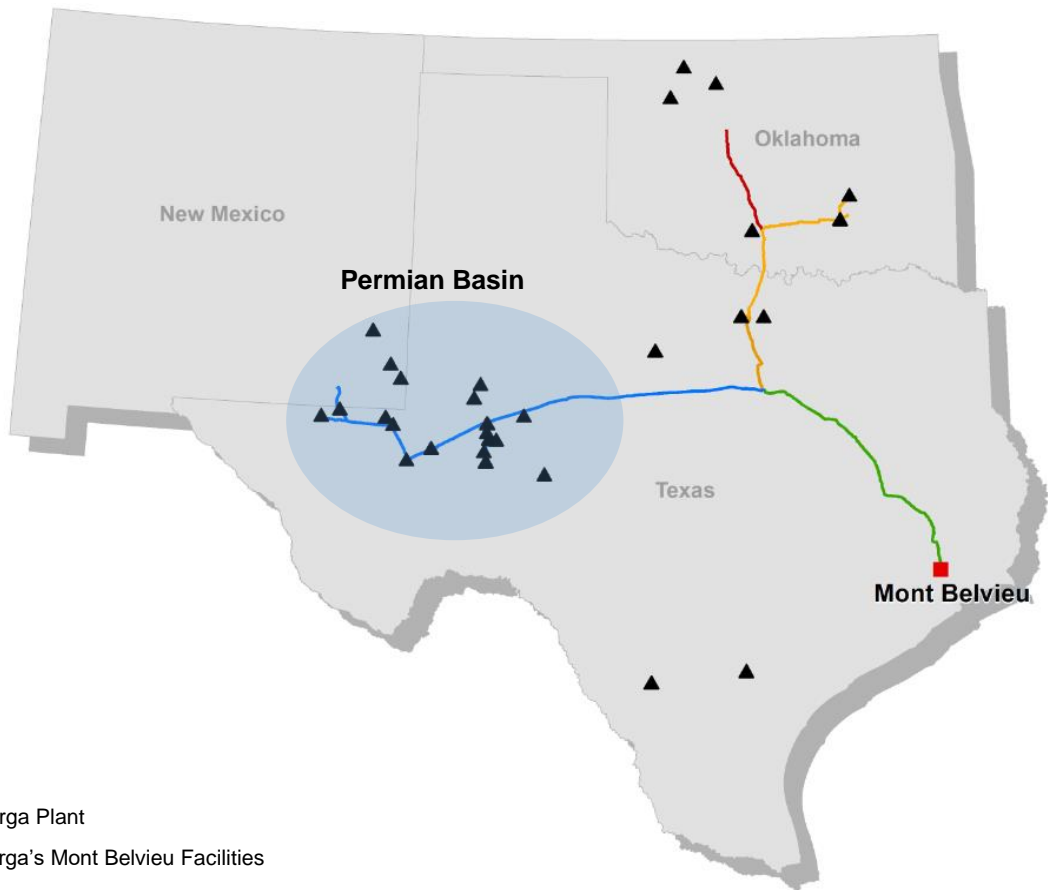 Oklahoma
New Mexico
Permian Basin
Texas
Mont Belvieu
rga Plant
rga's Mont Belvieu Facilities